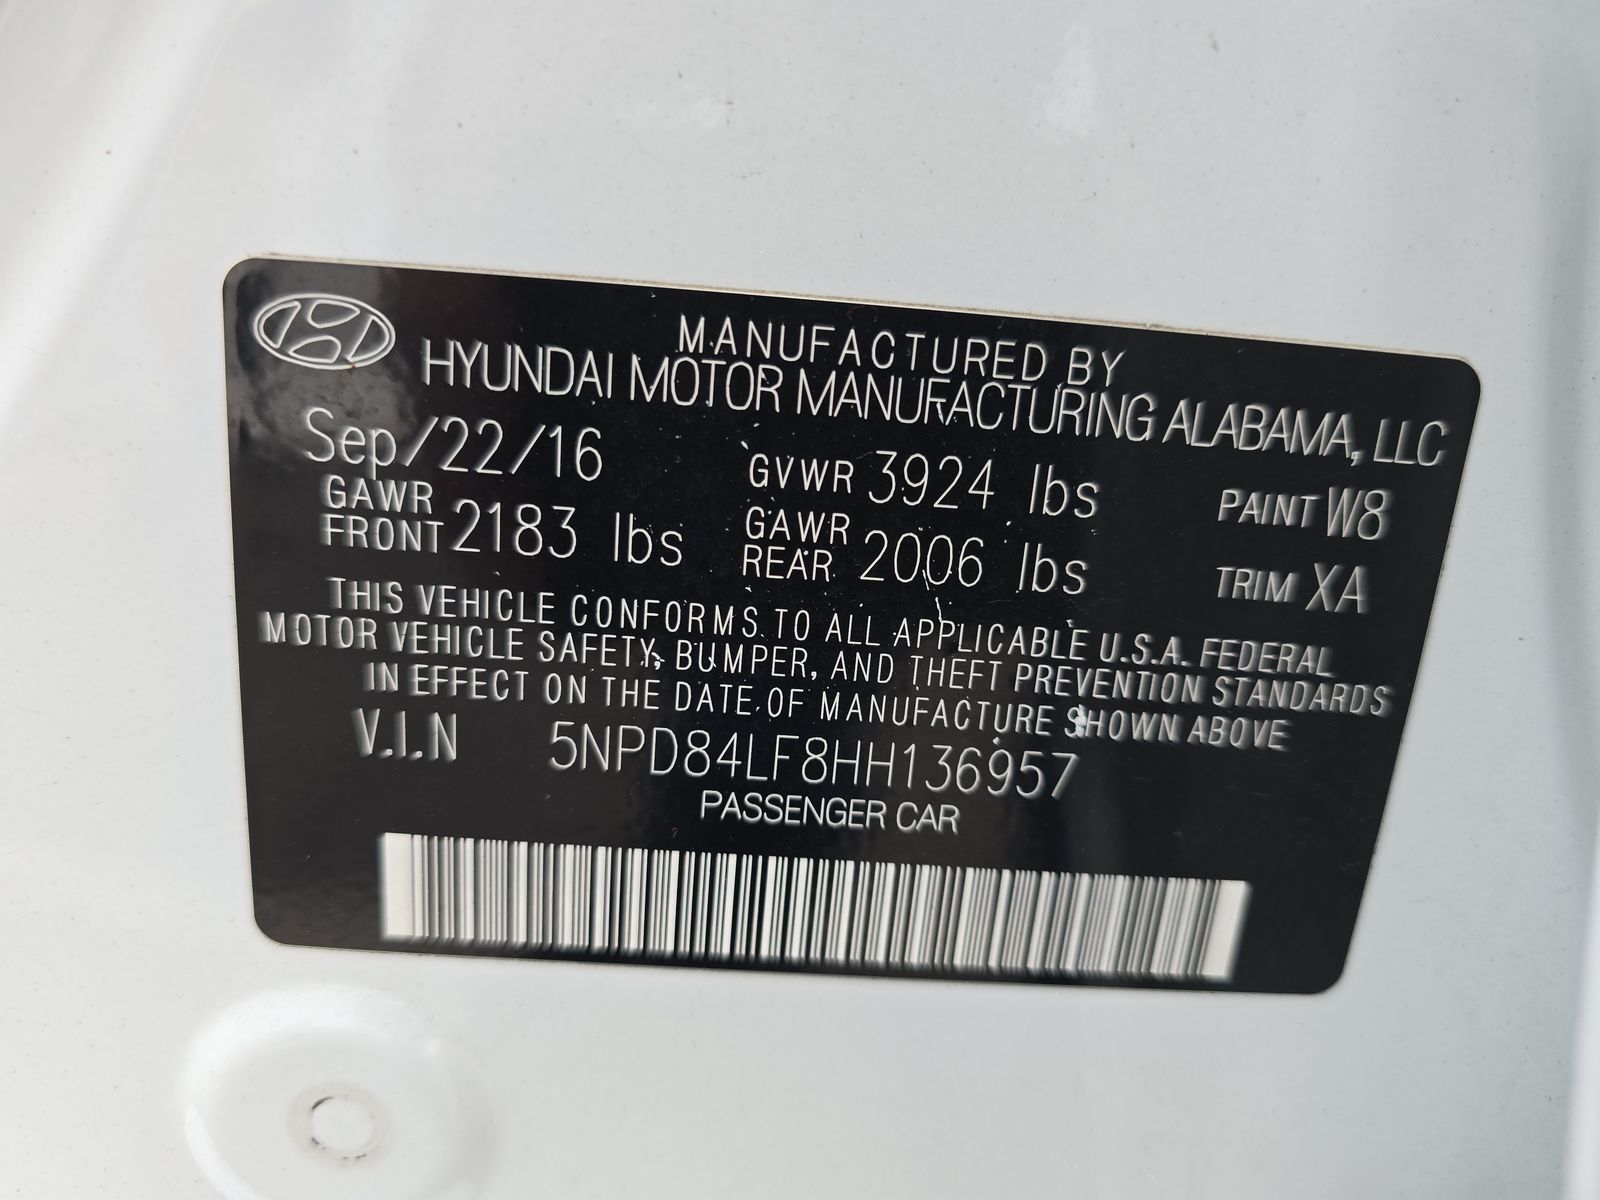 MANUFACTURED BY
HYUNDAI MOTOR MANUFACTURING ALABAMA, LLC
Sep/22/16 GVWR 3924 lbs PAINT W8
GAWR FRONT 2183 lbs GAWR REAR 2006 lbs TRIM XA
THIS VEHICLE CONFORMS TO ALL APPLICABLE U.S.A. FEDERAL
MOTOR VEHICLE SAFETY, BUMPER, AND THEFT PREVENTION STANDARDS
IN EFFECT ON THE DATE OF MANUFACTURE SHOWN ABOVE
V.I.N 5NPD84LF8HH136957
PASSENGER CAR